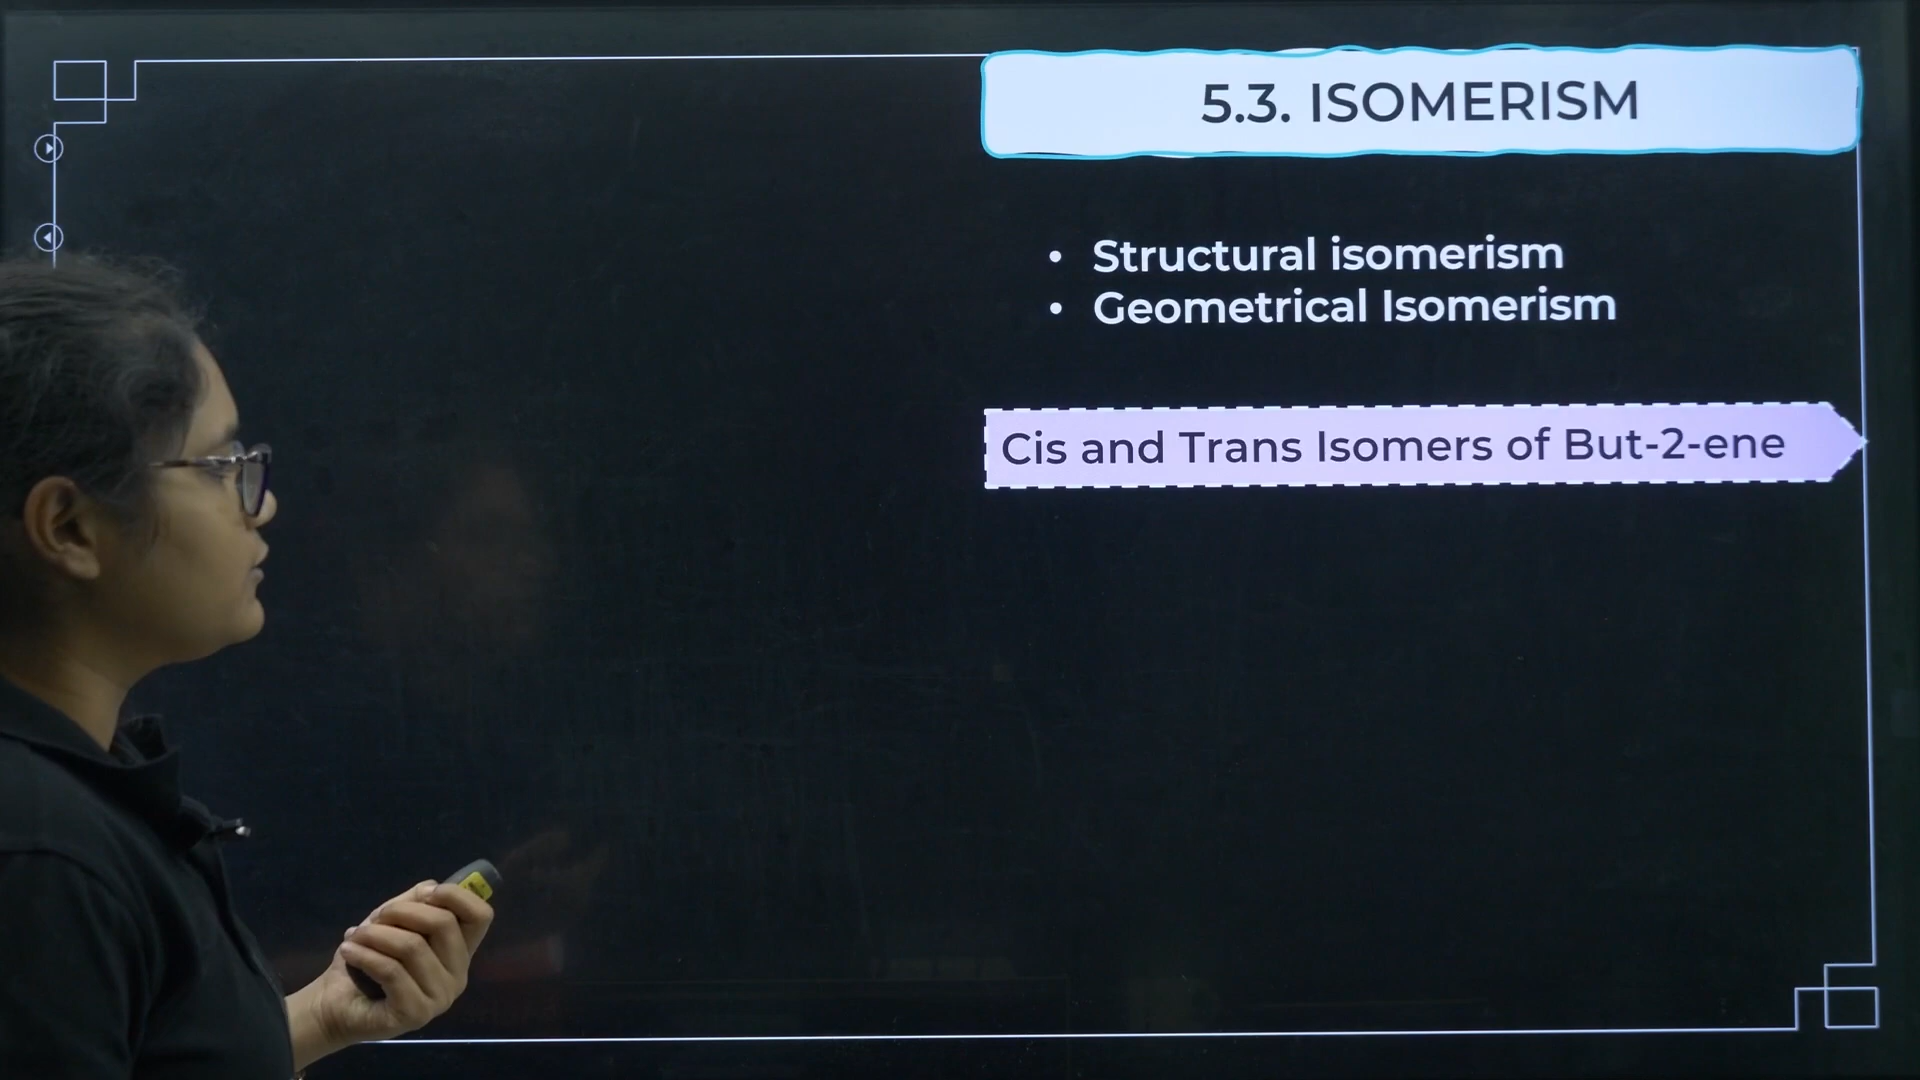 5.3. ISOMERISM
• Structural isomerism
• Geometrical Isomerism
Cis and Trans Isomers of But-2-ene